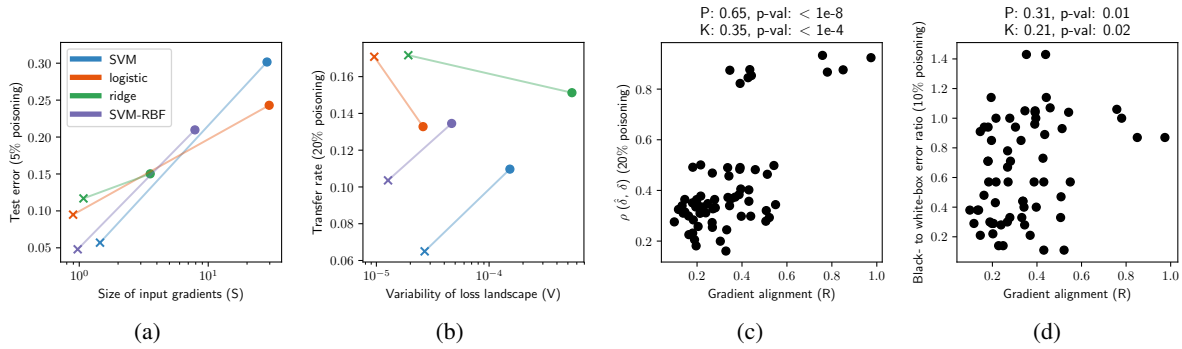 P: 0.65, p-val: < 1e-8
K: 0.35, p-val: < 1e-4
P: 0.31, p-val: 0.01
K: 0.21, p-val: 0.02
Test error (5% poisoning)
0.30
0.25
0.20
0.15
0.10
0.05
SVM
logistic
ridge
SVM-RBF
10⁰
10¹
Size of input gradients (S)
(a)
Transfer rate (20% poisoning)
0.16
0.14
0.12
0.10
0.08
0.06
10⁻⁵
10⁻⁴
Variability of loss landscape (V)
(b)
ρ (δ̂, δ) (20% poisoning)
0.8
0.6
0.4
0.2
0.2
0.4
0.6
0.8
1.0
Gradient alignment (R)
(c)
Black- to white-box error ratio (10% poisoning)
1.4
1.2
1.0
0.8
0.6
0.4
0.2
0.2
0.4
0.6
0.8
1.0
Gradient alignment (R)
(d)